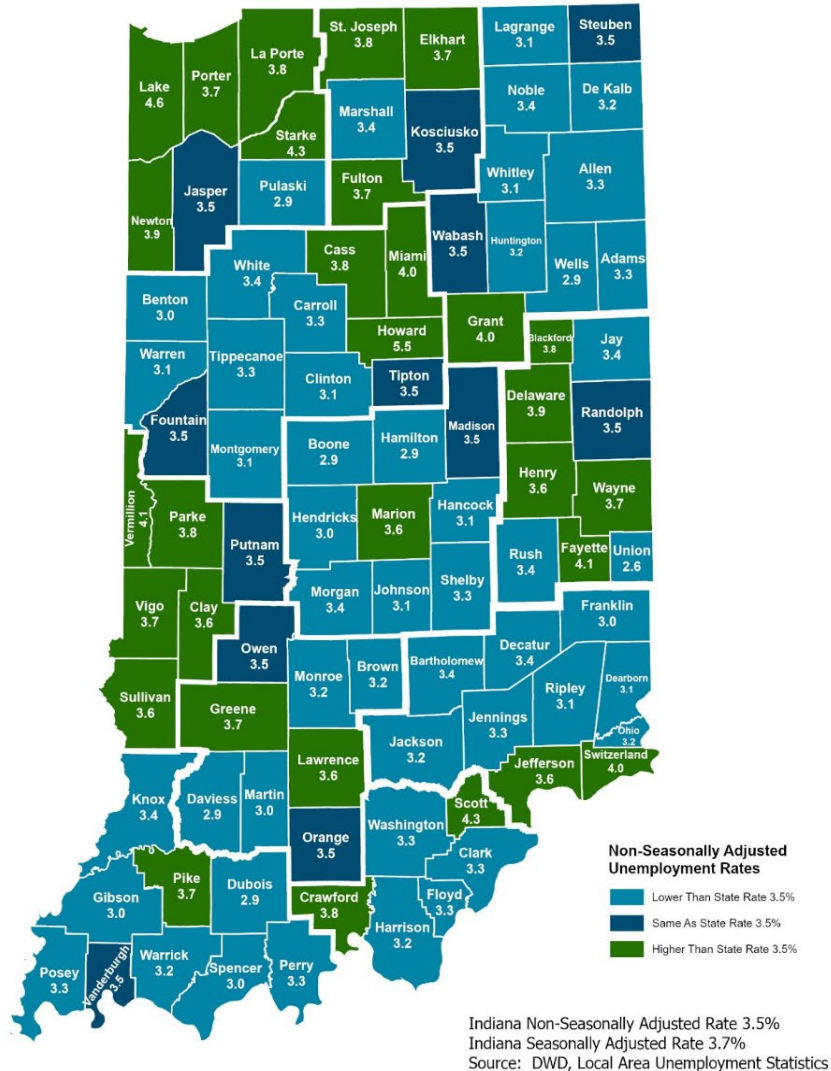 St. Joseph
3.8
Elkhart
3.7
Lagrange
3.1
Steuben
3.5
La Porte
3.8
Porter
3.7
Lake
4.6
Noble
3.4
De Kalb
3.2
Marshall
3.4
Kosciusko
3.5
Starke
4.3
Whitley
3.1
Allen
3.3
Jasper
3.5
Pulaski
2.9
Fulton
3.7
Newton
3.9
Wabash
3.5
Huntington
3.2
White
3.4
Cass
3.8
Miami
4.0
Wells
2.9
Adams
3.3
Benton
3.0
Carroll
3.3
Grant
4.0
Howard
5.5
Blackford
3.8
Jay
3.4
Warren
3.1
Tippecanoe
3.3
Clinton
3.1
Tipton
3.5
Delaware
3.9
Randolph
3.5
Fountain
3.5
Madison
3.5
Montgomery
3.1
Boone
2.9
Hamilton
2.9
Henry
3.6
Wayne
3.7
Vermillion
4.1
Parke
3.8
Hendricks
3.0
Marion
3.6
Hancock
3.1
Putnam
3.5
Rush
3.4
Fayette
4.1
Union
2.6
Morgan
3.4
Johnson
3.1
Shelby
3.3
Vigo
3.7
Clay
3.6
Franklin
3.0
Owen
3.5
Decatur
3.4
Monroe
3.2
Brown
3.2
Bartholomew
3.4
Dearborn
3.1
Ripley
3.1
Sullivan
3.6
Greene
3.7
Jennings
3.3
Ohio
3.2
Jackson
3.2
Switzerland
4.0
Lawrence
3.6
Jefferson
3.6
Knox
3.4
Daviess
2.9
Martin
3.0
Scott
4.3
Washington
3.3
Orange
3.5
Clark
3.3
Pike
3.7
Dubois
2.9
Gibson
3.0
Crawford
3.8
Floyd
3.3
Harrison
3.2
Posey
3.3
Vanderburgh
3.5
Warrick
3.2
Spencer
3.0
Perry
3.3
Non-Seasonally Adjusted
Unemployment Rates
Lower Than State Rate 3.5%
Same As State Rate 3.5%
Higher Than State Rate 3.5%
Indiana Non-Seasonally Adjusted Rate 3.5%
Indiana Seasonally Adjusted Rate 3.7%
Source: DWD, Local Area Unemployment Statistics